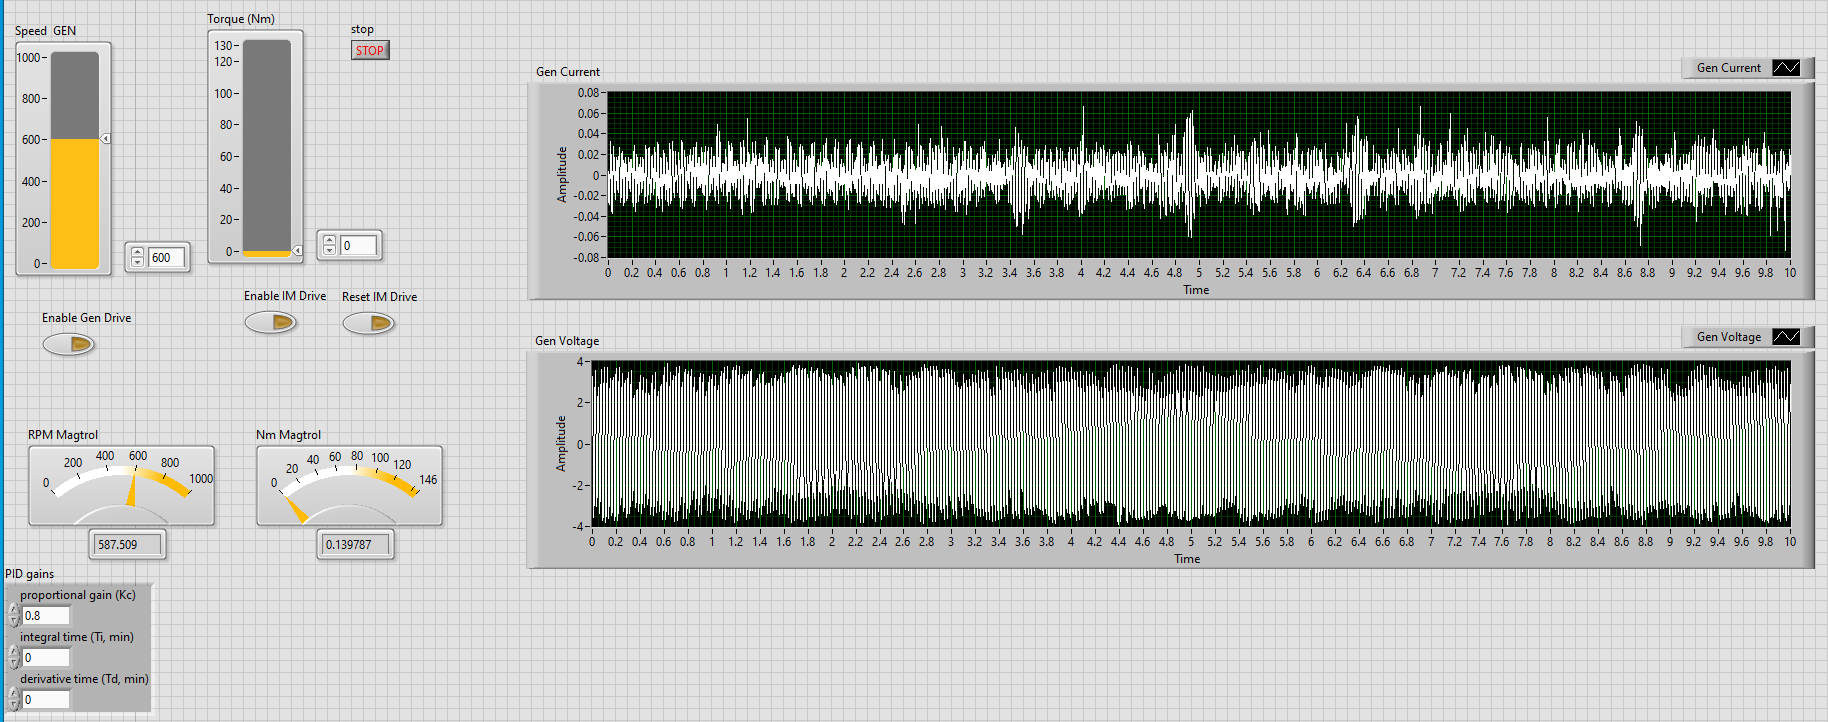 Speed GEN
1000
800
600
400
200
0
600
Torque (Nm)
130
120
100
80
60
40
20
0
0
stop
STOP
Enable Gen Drive
Enable IM Drive
Reset IM Drive
RPM Magtrol
0 200 400 600 800 1000
587.509
Nm Magtrol
0 20 40 60 80 100 120 146
0.139787
PID gains
proportional gain (Kc)
0.8
integral time (Ti, min)
0
derivative time (Td, min)
0
Gen Current
Gen Current
Amplitude
0.08
0.06
0.04
0.02
0
-0.02
-0.04
-0.06
-0.08
0 0.2 0.4 0.6 0.8 1 1.2 1.4 1.6 1.8 2 2.2 2.4 2.6 2.8 3 3.2 3.4 3.6 3.8 4 4.2 4.4 4.6 4.8 5 5.2 5.4 5.6 5.8 6 6.2 6.4 6.6 6.8 7 7.2 7.4 7.6 7.8 8 8.2 8.4 8.6 8.8 9 9.2 9.4 9.6 9.8 10
Time
Gen Voltage
Gen Voltage
Amplitude
4
2
0
-2
-4
0 0.2 0.4 0.6 0.8 1 1.2 1.4 1.6 1.8 2 2.2 2.4 2.6 2.8 3 3.2 3.4 3.6 3.8 4 4.2 4.4 4.6 4.8 5 5.2 5.4 5.6 5.8 6 6.2 6.4 6.6 6.8 7 7.2 7.4 7.6 7.8 8 8.2 8.4 8.6 8.8 9 9.2 9.4 9.6 9.8 10
Time